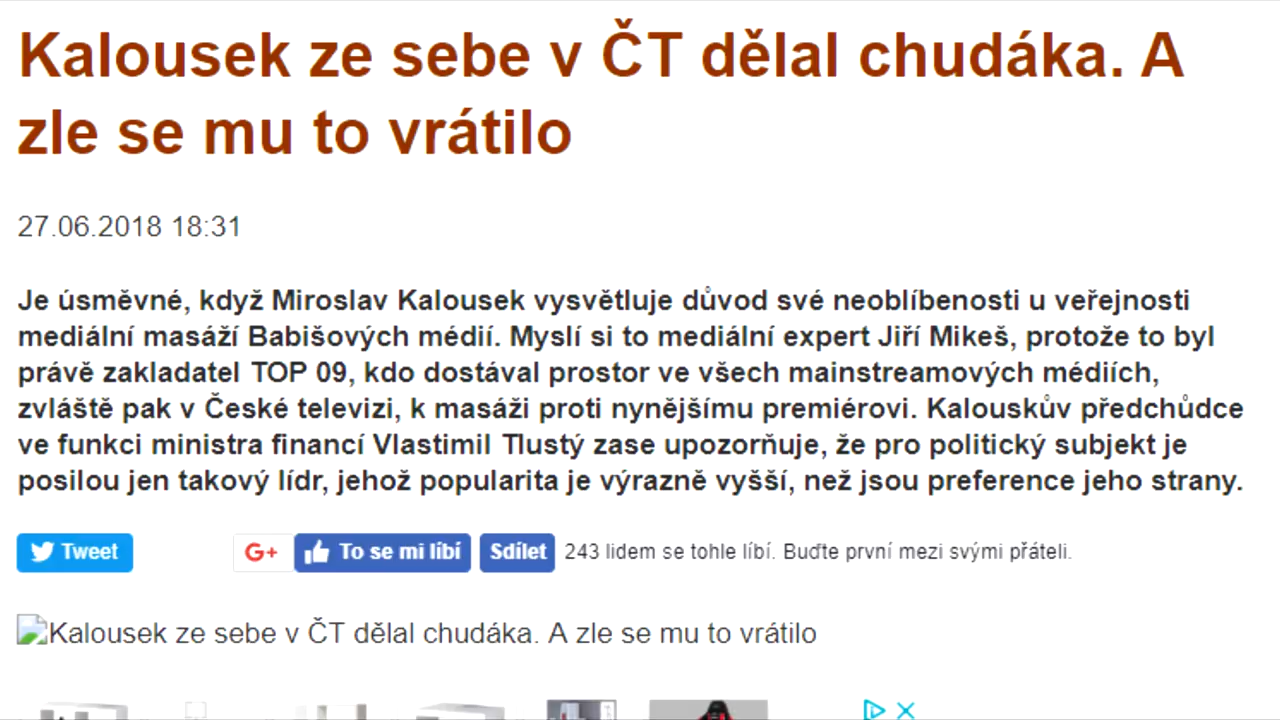 Kalousek ze sebe v ČT dělal chudáka. A
zle se mu to vrátilo
27.06.2018 18:31
Je úsměvné, když Miroslav Kalousek vysvětluje důvod své neoblíbenosti u veřejnosti
mediální masáží Babišových médií. Myslí si to mediální expert Jiří Mikeš, protože to byl
právě zakladatel TOP 09, kdo dostával prostor ve všech mainstreamových médiích,
zvláště pak v České televizi, k masáži proti nynějšímu premiérovi. Kalouskův předchůdce
ve funkci ministra financí Vlastimil Tlustý zase upozorňuje, že pro politický subjekt je
posilou jen takový lídr, jehož popularita je výrazně vyšší, než jsou preference jeho strany.
Tweet G+ To se mi líbí Sdílet 243 lidem se tohle líbí. Buďte první mezi svými přáteli.
Kalousek ze sebe v ČT dělal chudáka. A zle se mu to vrátilo